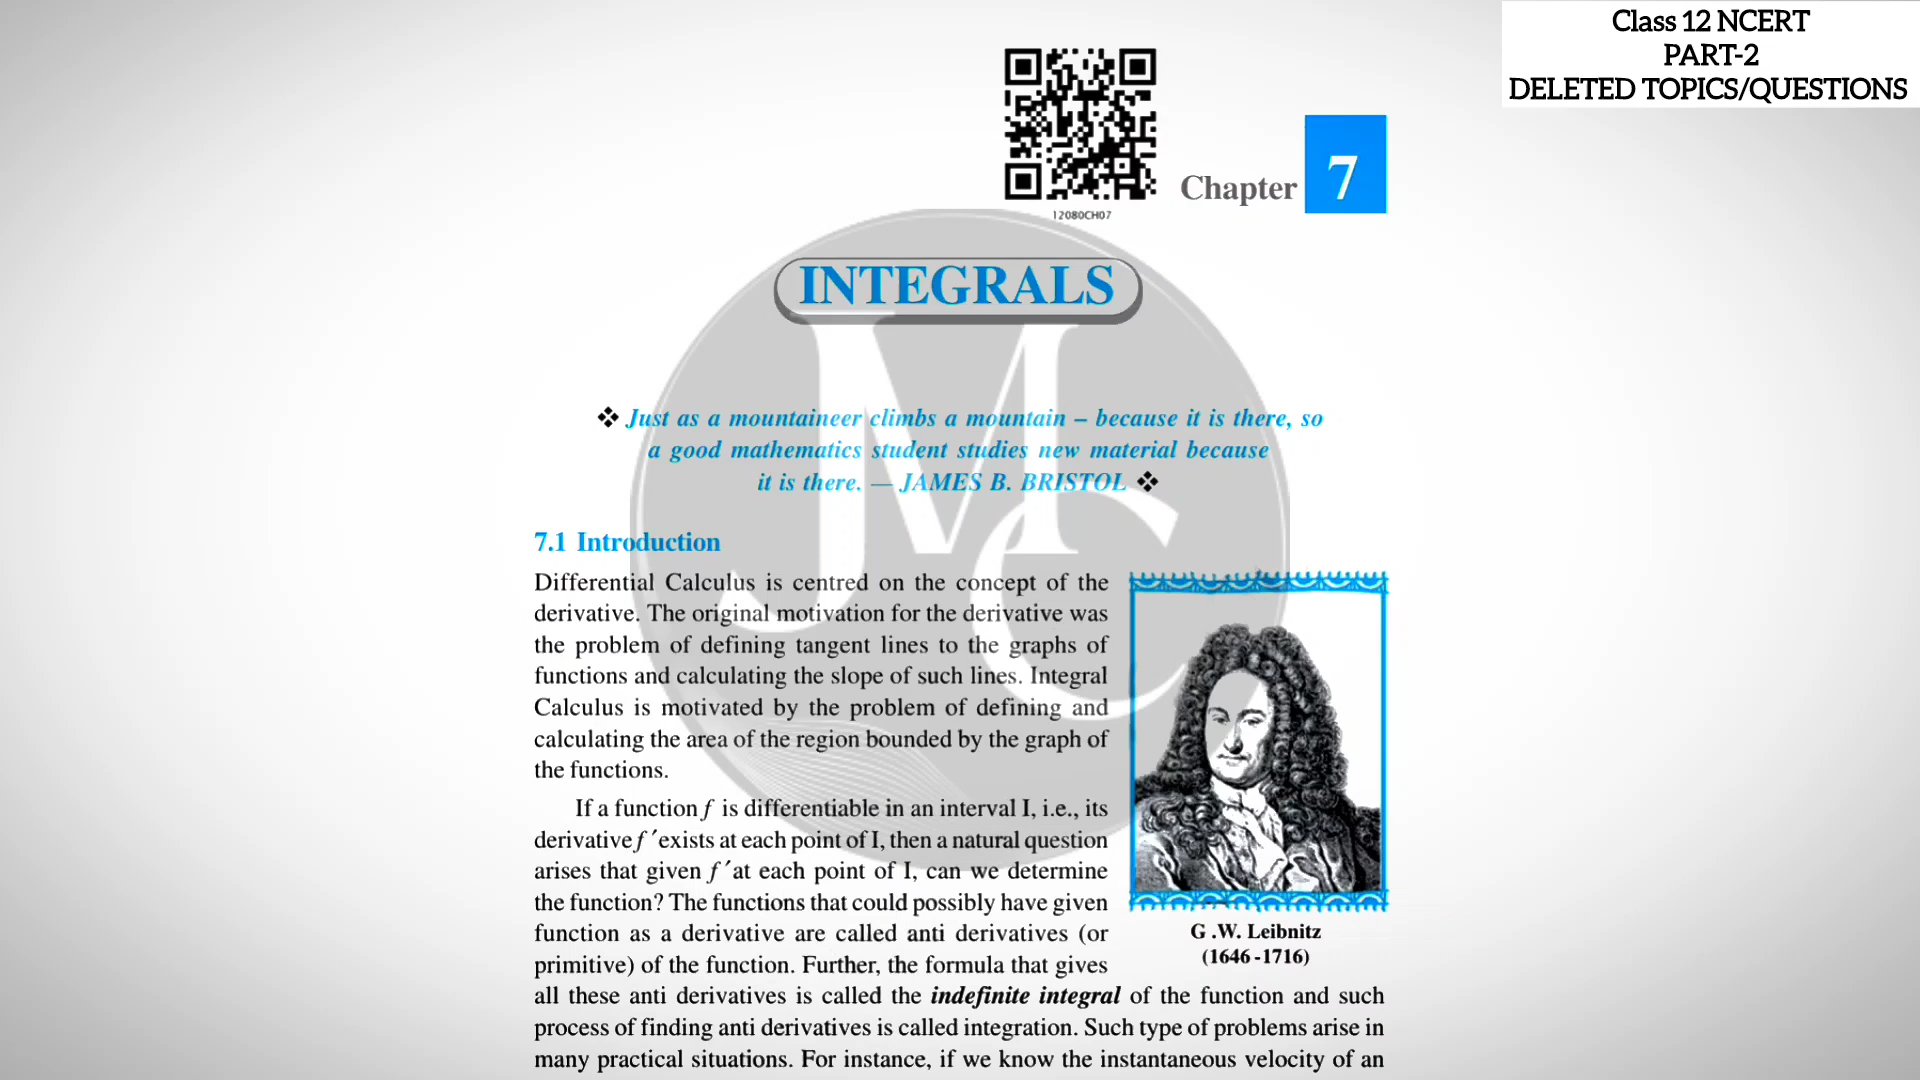 Class 12 NCERT
PART-2
DELETED TOPICS/QUESTIONS
12080CH07
Chapter 7
INTEGRALS
❖ Just as a mountaineer climbs a mountain – because it is there, so
a good mathematics student studies new material because
it is there. — JAMES B. BRISTOL ❖
7.1 Introduction
Differential Calculus is centred on the concept of the
derivative. The original motivation for the derivative was
the problem of defining tangent lines to the graphs of
functions and calculating the slope of such lines. Integral
Calculus is motivated by the problem of defining and
calculating the area of the region bounded by the graph of
the functions.
If a function f is differentiable in an interval I, i.e., its
derivative f ′exists at each point of I, then a natural question
arises that given f ′at each point of I, can we determine
the function? The functions that could possibly have given
function as a derivative are called anti derivatives (or
primitive) of the function. Further, the formula that gives
G .W. Leibnitz
(1646 -1716)
all these anti derivatives is called the indefinite integral of the function and such
process of finding anti derivatives is called integration. Such type of problems arise in
many practical situations. For instance, if we know the instantaneous velocity of an
JMC